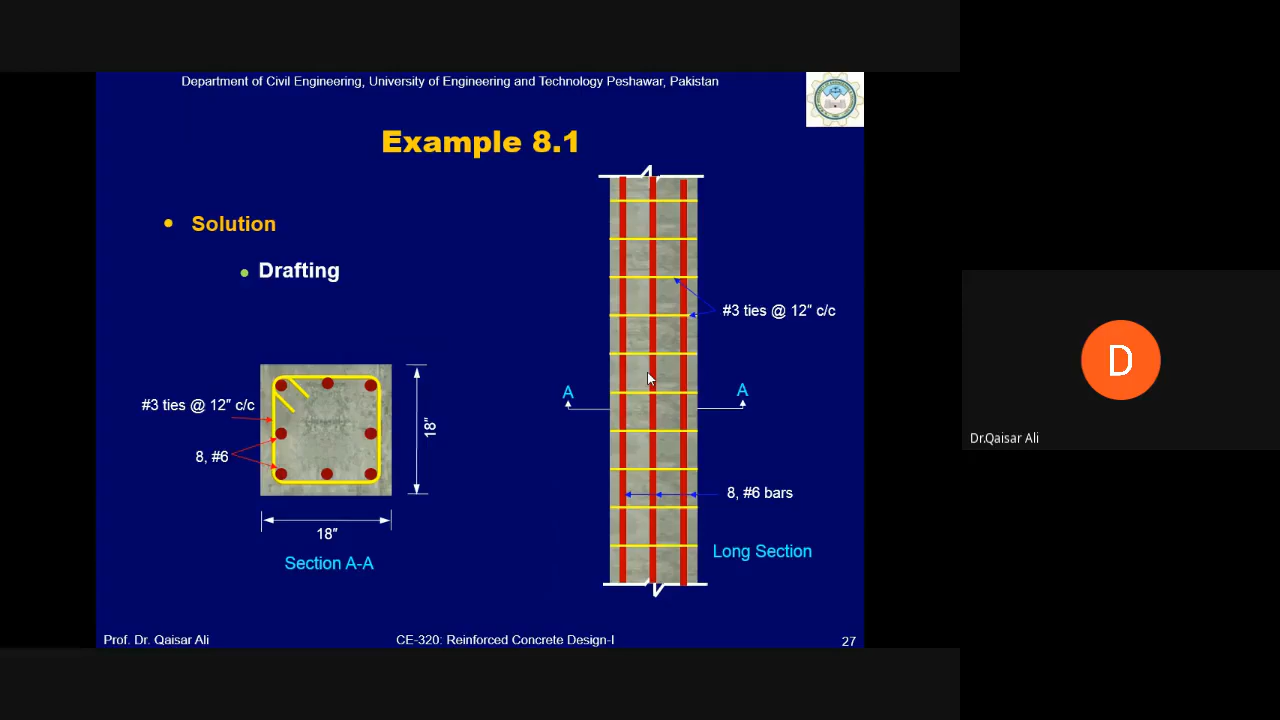 Department of Civil Engineering, University of Engineering and Technology Peshawar, Pakistan
Example 8.1
Solution
Drafting
#3 ties @ 12″ c/c
8, #6
18″
18″
Section A-A
#3 ties @ 12″ c/c
A
A
8, #6 bars
Long Section
D
Dr.Qaisar Ali
Prof. Dr. Qaisar Ali
CE-320: Reinforced Concrete Design-I
27